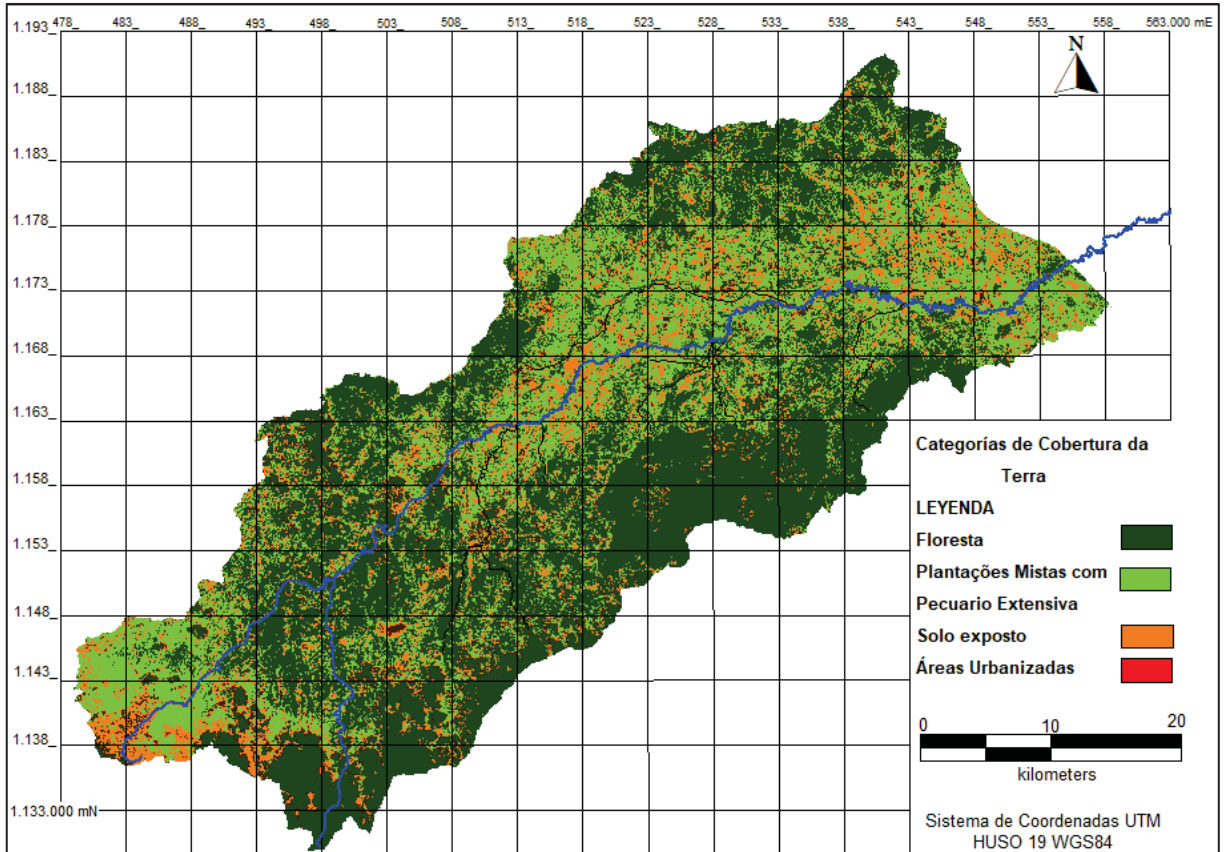 478_ 483_ 488_ 493_ 498_ 503_ 508_ 513_ 518_ 523_ 528_ 533_ 538_ 543_ 548_ 553_ 558_ 563.000 mE
1.193_
1.188_
1.183_
1.178_
1.173_
1.168_
1.163_
1.158_
1.153_
1.148_
1.143_
1.138_
1.133.000 mN
N
Categorías de Cobertura da
Terra
LEYENDA
Floresta
Plantações Mistas com
Pecuario Extensiva
Solo exposto
Áreas Urbanizadas
0 10 20
kilometers
Sistema de Coordenadas UTM
HUSO 19 WGS84